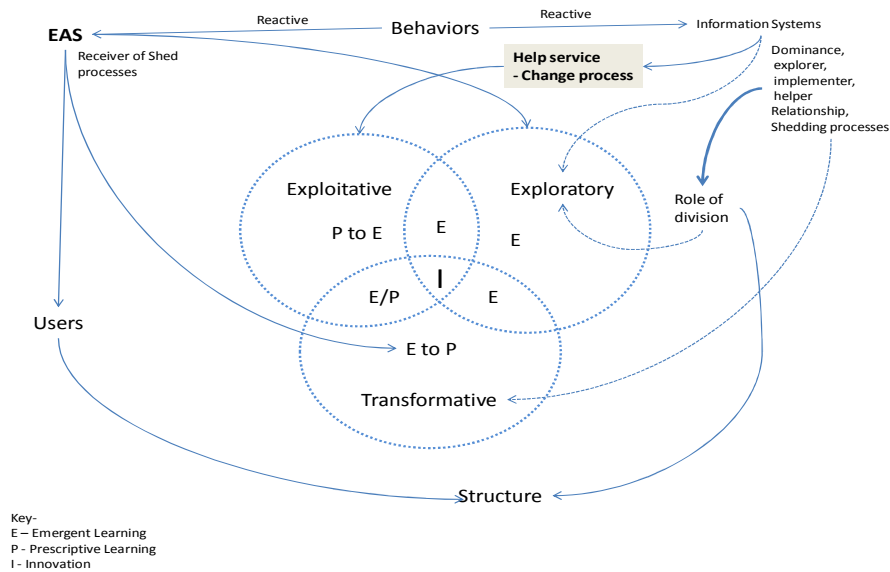 Reactive
Behaviors
Reactive
Information Systems
EAS
Receiver of Shed
processes
Help service
- Change process
Dominance,
explorer,
implementer,
helper
Relationship,
Shedding processes
Exploitative
Exploratory
Role of
division
P to E
E
E
I
E/P
E
Users
E to P
Transformative
Structure
Key-
E – Emergent Learning
P - Prescriptive Learning
I - Innovation